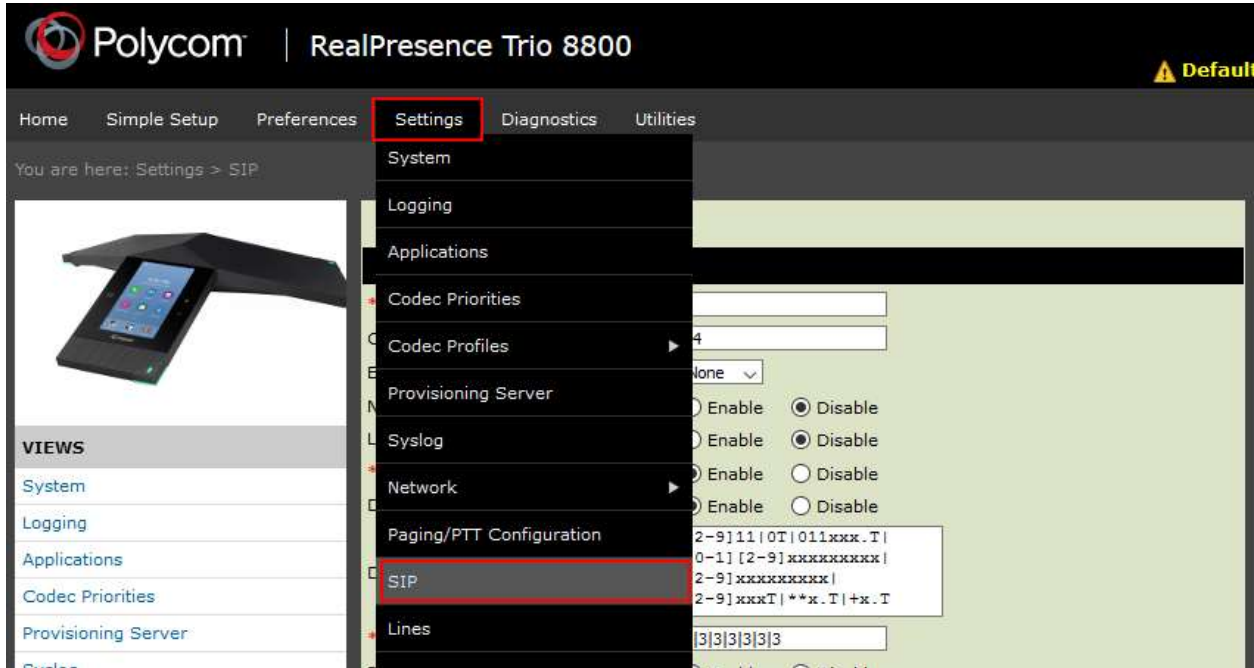 Polycom | RealPresence Trio 8800
Default
Home Simple Setup Preferences Settings Diagnostics Utilities
You are here: Settings > SIP
System
Logging
Applications
Codec Priorities
Codec Profiles
Provisioning Server
Syslog
Network
Paging/PTT Configuration
SIP
Lines
4
None
Enable Disable
Enable Disable
Enable Disable
Enable Disable
2-9]11|0T|011xxx.T|
0-1][2-9]xxxxxxxxx|
2-9]xxxxxxxxx|
2-9]xxxT|**x.T|+x.T
|3|3|3|3|3|3
VIEWS
System
Logging
Applications
Codec Priorities
Provisioning Server